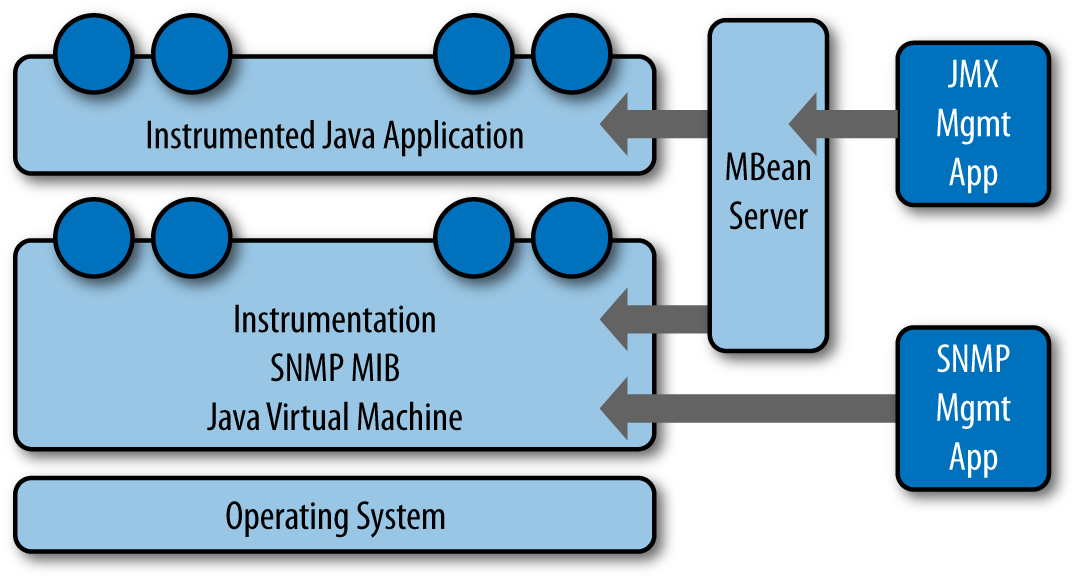 Instrumented Java Application
MBean
Server
JMX
Mgmt
App
Instrumentation
SNMP MIB
Java Virtual Machine
SNMP
Mgmt
App
Operating System